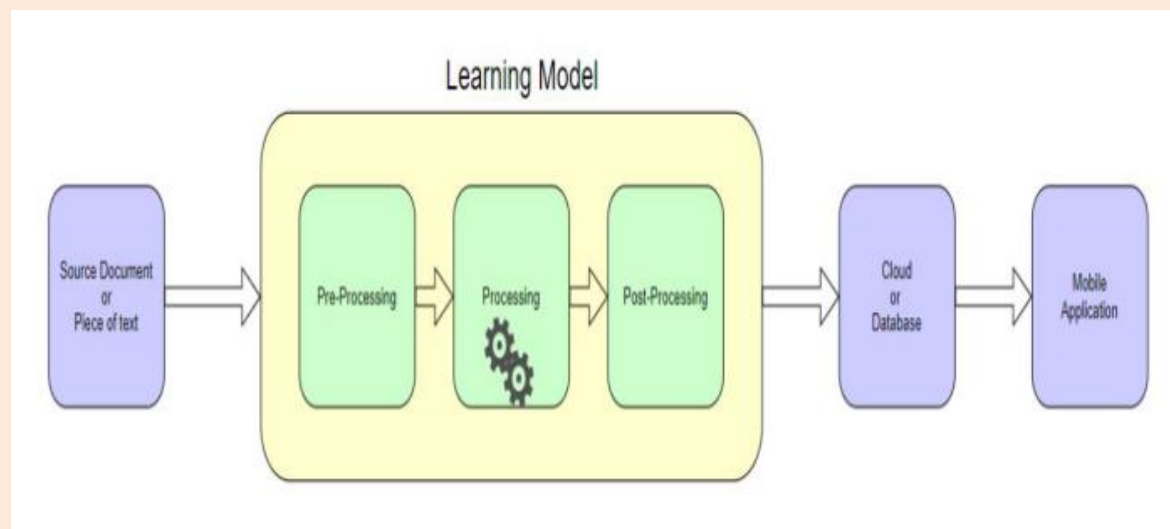 Learning Model
Source Document
or
Piece of text
Pre-Processing
Processing
Post-Processing
Cloud
or
Database
Mobile
Application